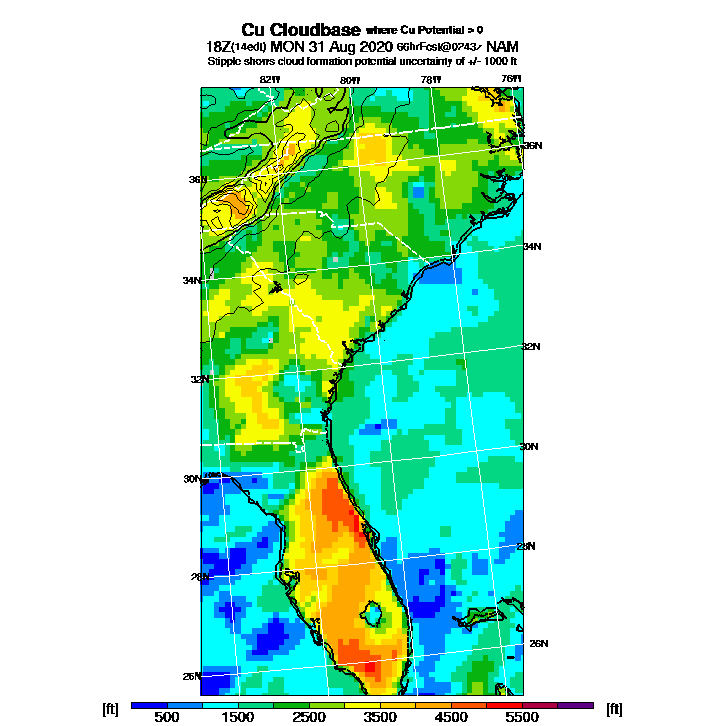 Cu Cloudbase where Cu Potential > 0
18Z(14edt) MON 31 Aug 2020 66hrFcst@0243z NAM
Stipple shows cloud formation potential uncertainty of +/- 1000 ft
82W 80W 78W 76W
36N
36N
34N
34N
32N
32N
30N
30N
28N
28N
26N
26N
[ft] [ft]
500 1500 2500 3500 4500 5500